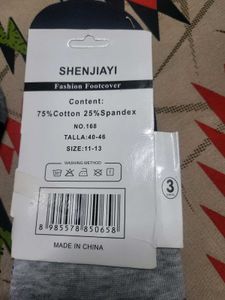 SHENJIAYI
Fashion Footcover
Content:
75%Cotton 25%Spandex
NO.168
TALLA:40-46
SIZE:11-13
WASHING METHOD
3
8 985578 850658
MADE IN CHINA